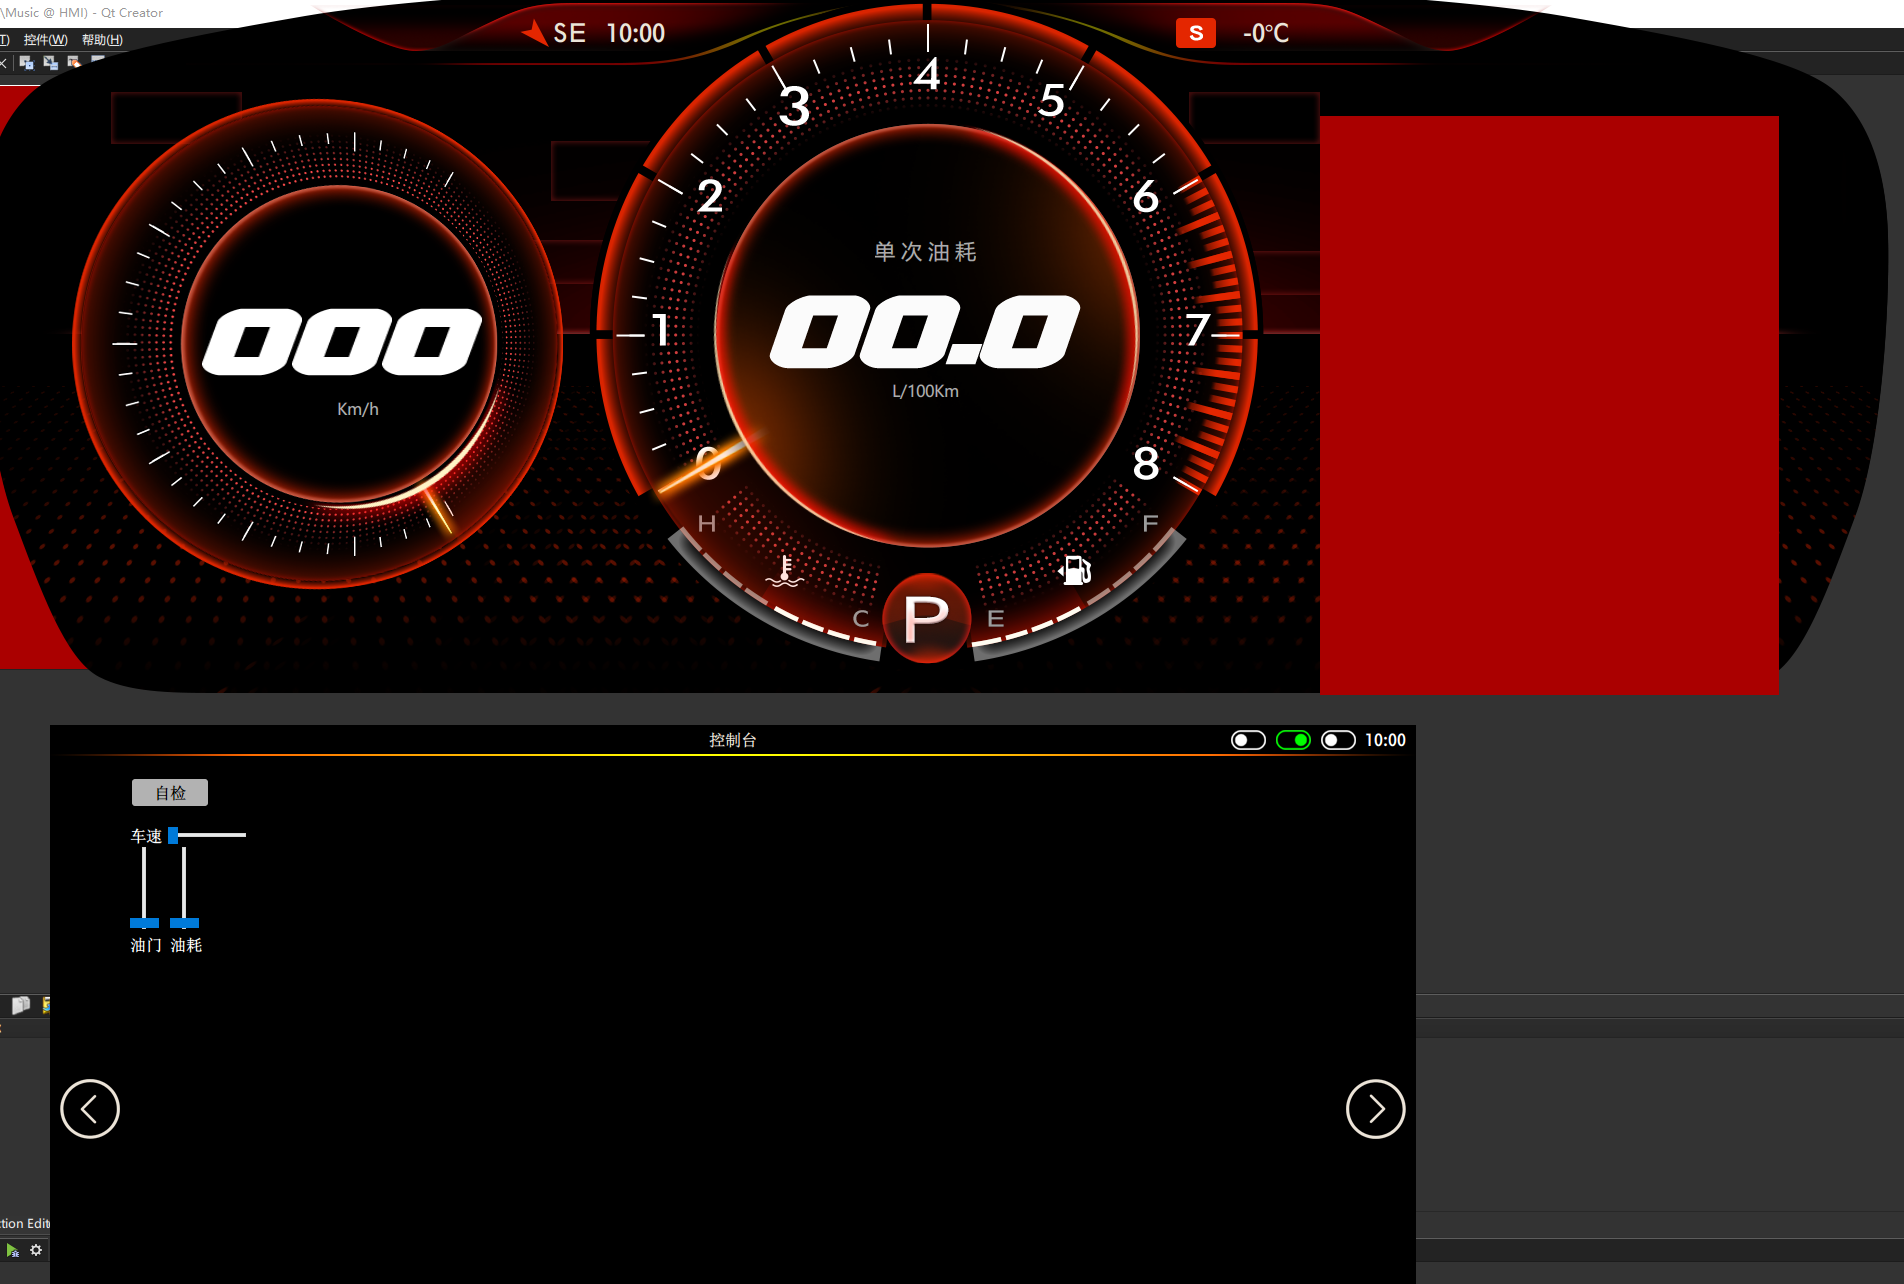 \Music @ HMI) - Qt Creator
T) 控件(W) 帮助(H)
SE 10:00
S -0°C
000
Km/h
0
1
2
3
4
5
6
7
8
单次油耗
00.0
L/100Km
H
C
P
E
F
控制台
10:00
自检
车速
油门 油耗
tion Edit